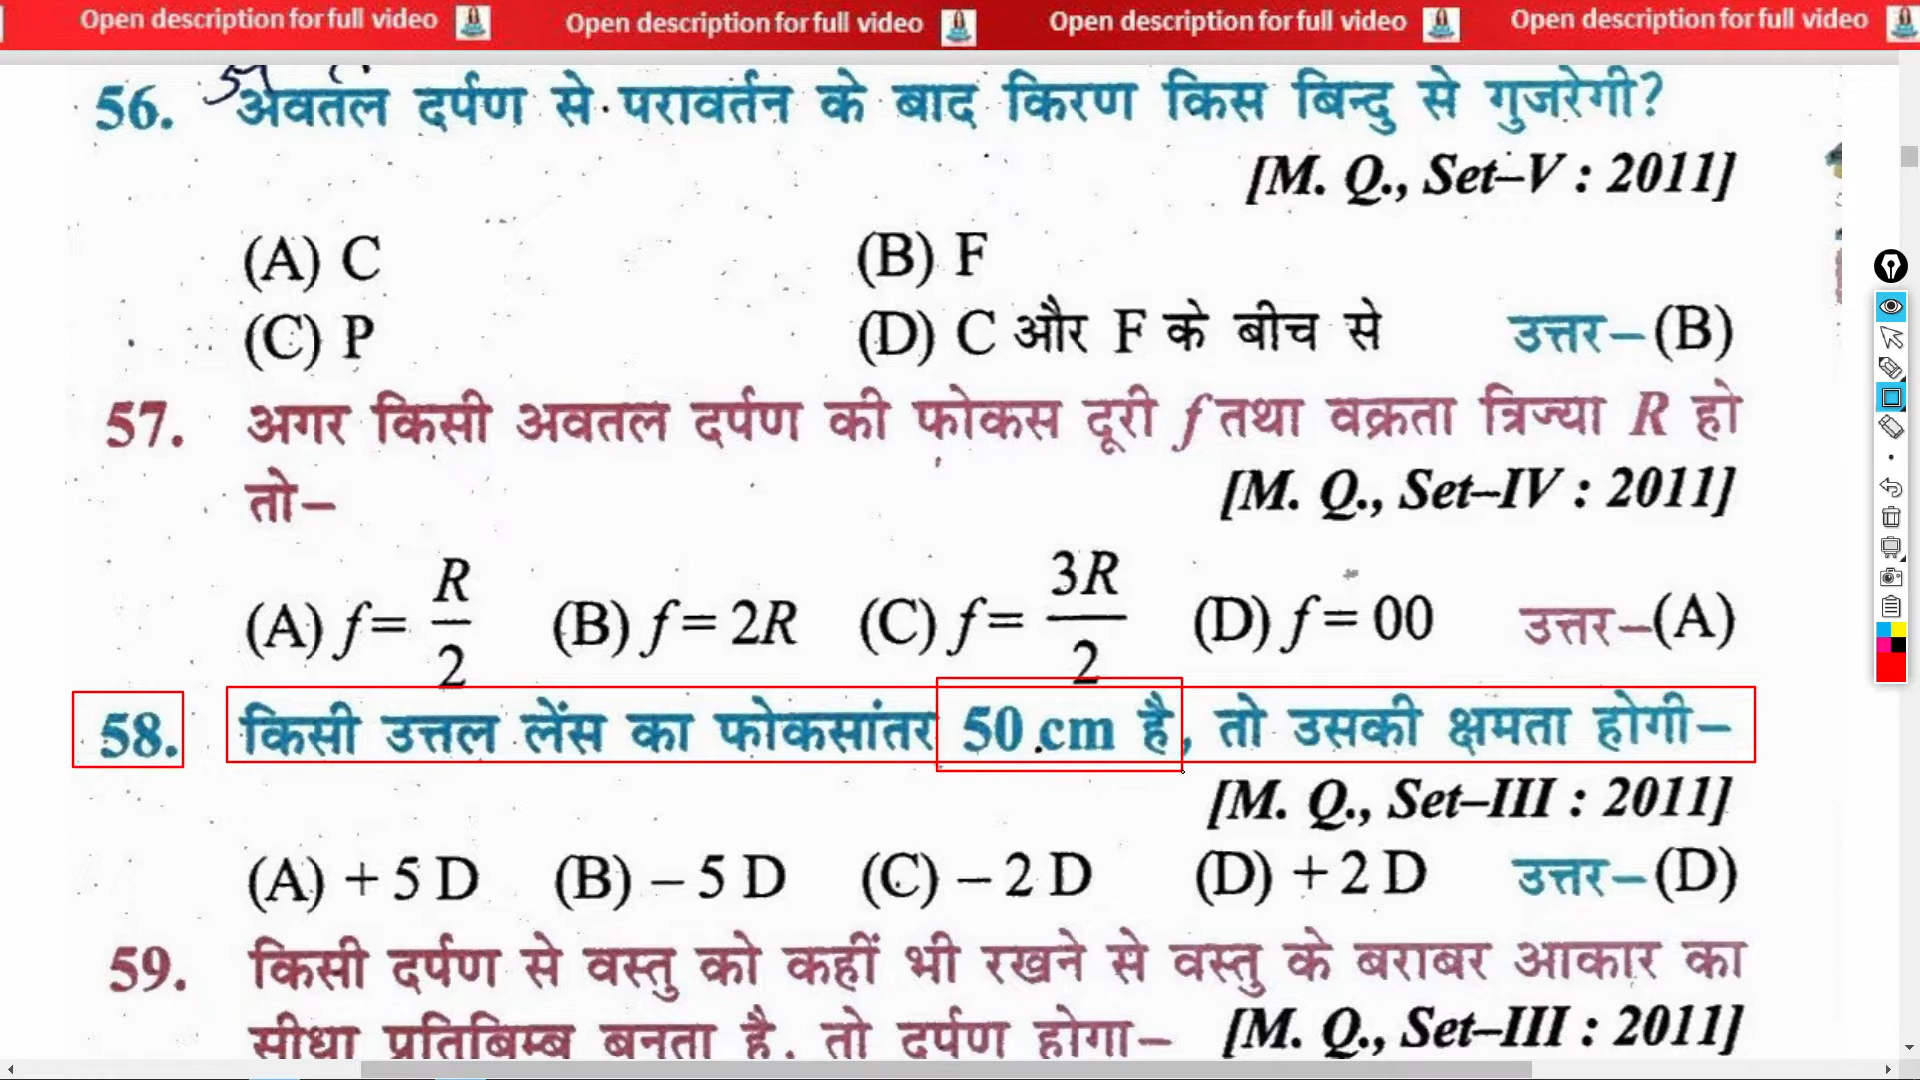 Open description for full video Open description for full video Open description for full video Open description for full video
56. अवतल दर्पण से परावर्तन के बाद किरण किस बिन्दु से गुजरेगी?
[M. Q., Set–V : 2011]
(A) C (B) F
(C) P (D) C और F के बीच से उत्तर–(B)
57. अगर किसी अवतल दर्पण की फोकस दूरी f तथा वक्रता त्रिज्या R हो
तो– [M. Q., Set–IV : 2011]
(A) f= R/2 (B) f= 2R (C) f= 3R/2 (D) f= 00 उत्तर–(A)
58. किसी उत्तल लेंस का फोकसांतर 50 cm है, तो उसकी क्षमता होगी–
[M. Q., Set–III : 2011]
(A) + 5 D (B) – 5 D (C) – 2 D (D) + 2 D उत्तर–(D)
59. किसी दर्पण से वस्तु को कहीं भी रखने से वस्तु के बराबर आकार का
सीधा प्रतिबिम्ब बनता है, तो दर्पण होगा– [M. Q., Set–III : 2011]